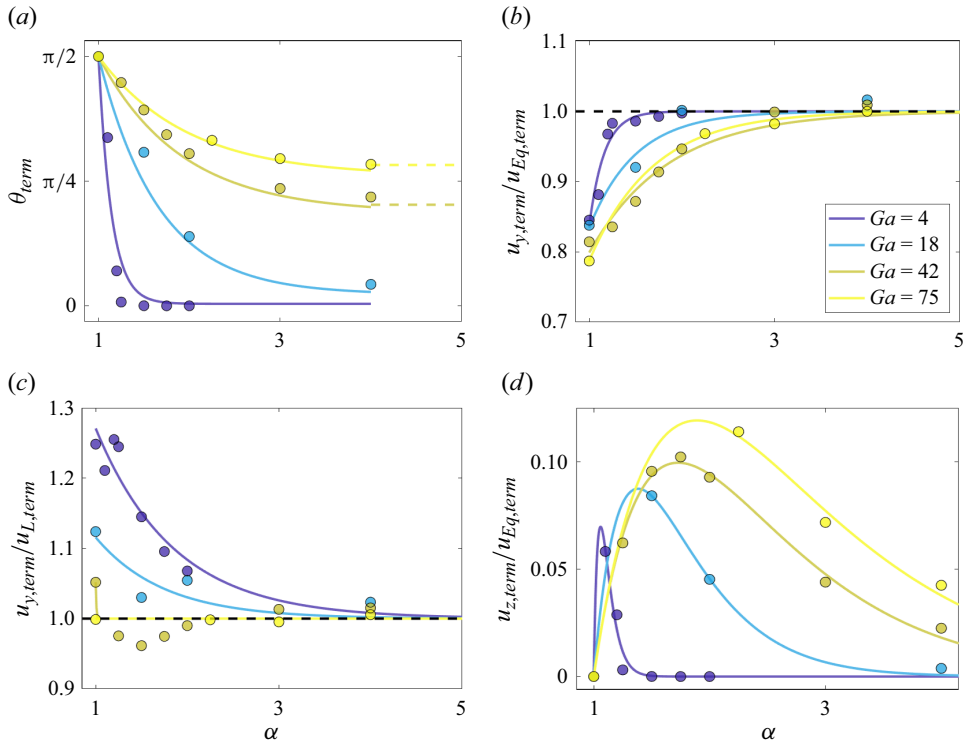 (a)
π/2
π/4
0
θterm
1
3
5
(b)
1.1
1.0
0.9
0.8
0.7
uy,term/uEq,term
1
3
5
Ga = 4
Ga = 18
Ga = 42
Ga = 75
(c)
1.3
1.2
1.1
1.0
0.9
uy,term/uL,term
1
3
5
α
(d)
0.10
0.05
0
uz,term/uEq,term
1
3
α